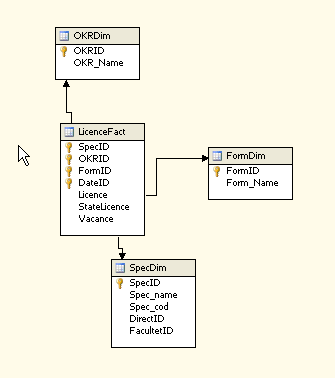 OKRDim
OKRID
OKR_Name
LicenceFact
SpecID
OKRID
FormID
DateID
Licence
StateLicence
Vacance
FormDim
FormID
Form_Name
SpecDim
SpecID
Spec_name
Spec_cod
DirectID
FacultetID